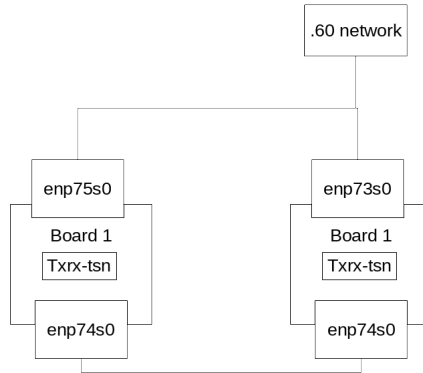 .60 network
enp75s0
enp73s0
Board 1
Board 1
Txrx-tsn
Txrx-tsn
enp74s0
enp74s0